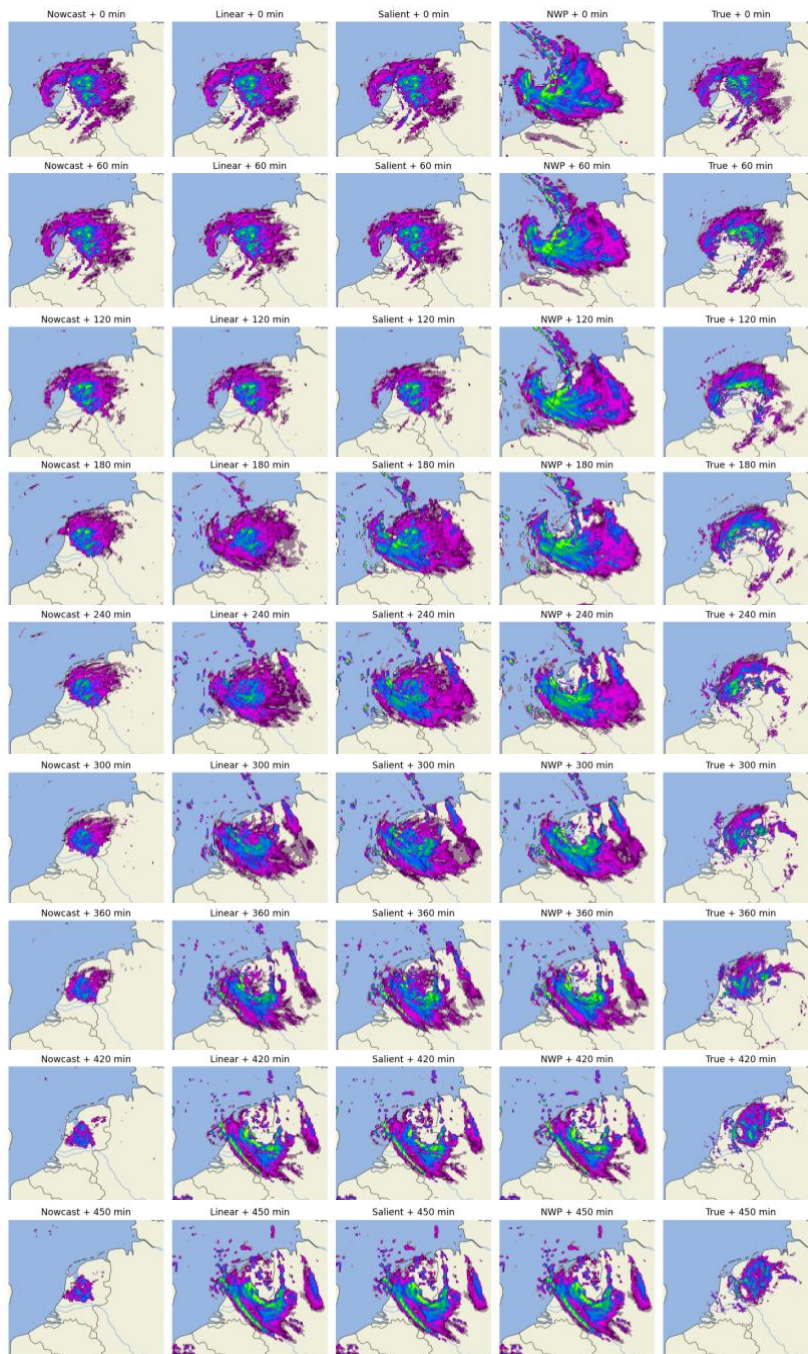 Nowcast + 0 min Linear + 0 min Salient + 0 min NWP + 0 min True + 0 min
Nowcast + 60 min Linear + 60 min Salient + 60 min NWP + 60 min True + 60 min
Nowcast + 120 min Linear + 120 min Salient + 120 min NWP + 120 min True + 120 min
Nowcast + 180 min Linear + 180 min Salient + 180 min NWP + 180 min True + 180 min
Nowcast + 240 min Linear + 240 min Salient + 240 min NWP + 240 min True + 240 min
Nowcast + 300 min Linear + 300 min Salient + 300 min NWP + 300 min True + 300 min
Nowcast + 360 min Linear + 360 min Salient + 360 min NWP + 360 min True + 360 min
Nowcast + 420 min Linear + 420 min Salient + 420 min NWP + 420 min True + 420 min
Nowcast + 450 min Linear + 450 min Salient + 450 min NWP + 450 min True + 450 min